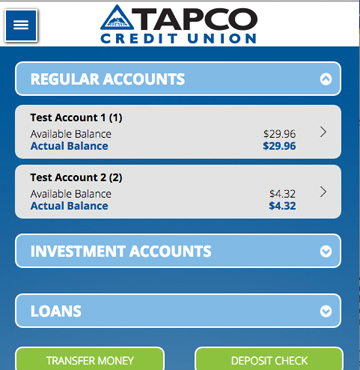 TAPCO
CREDIT UNION
REGULAR ACCOUNTS
Test Account 1 (1)
Available Balance $29.96
Actual Balance $29.96
Test Account 2 (2)
Available Balance $4.32
Actual Balance $4.32
INVESTMENT ACCOUNTS
LOANS
TRANSFER MONEY DEPOSIT CHECK